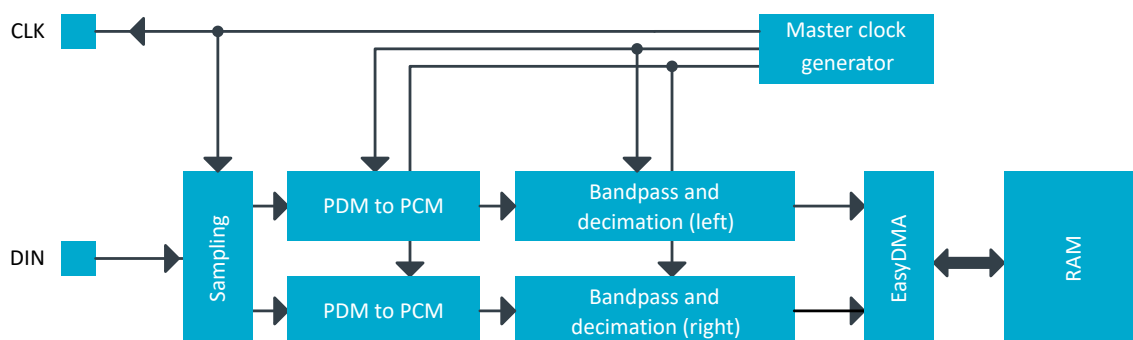 CLK
Master clock
generator
DIN
Sampling
PDM to PCM
Bandpass and
decimation (left)
PDM to PCM
Bandpass and
decimation (right)
EasyDMA
RAM